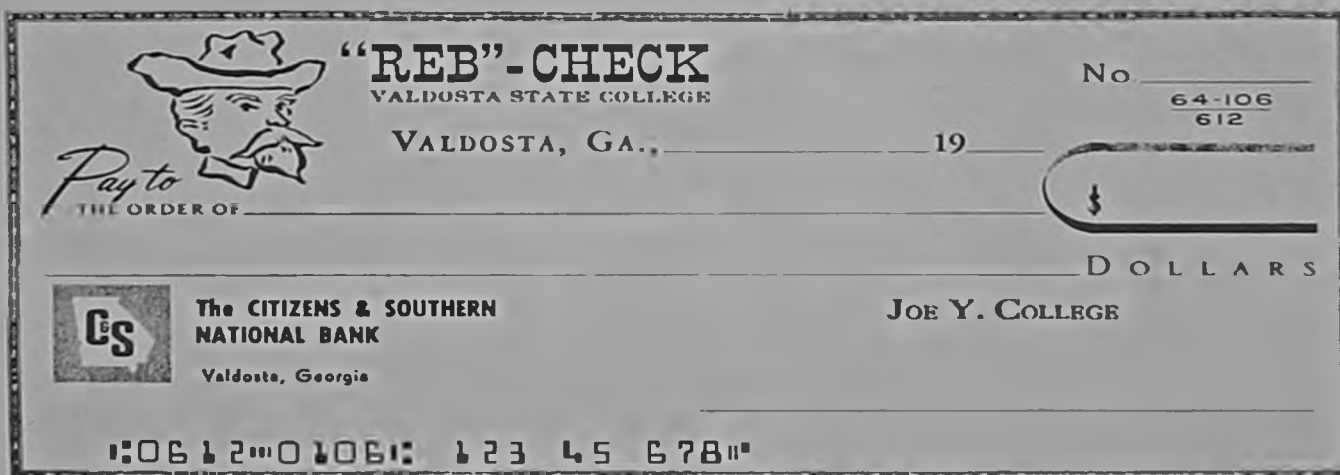 "REB"-CHECK
VALDOSTA STATE COLLEGE
No
64-106
612
VALDOSTA, GA., 19
Pay to
THE ORDER OF
$
DOLLARS
C&S
The CITIZENS & SOUTHERN
NATIONAL BANK
Valdosta, Georgia
JOE Y. COLLEGE
⑆0612⑉0106⑆ 123 45 678⑈